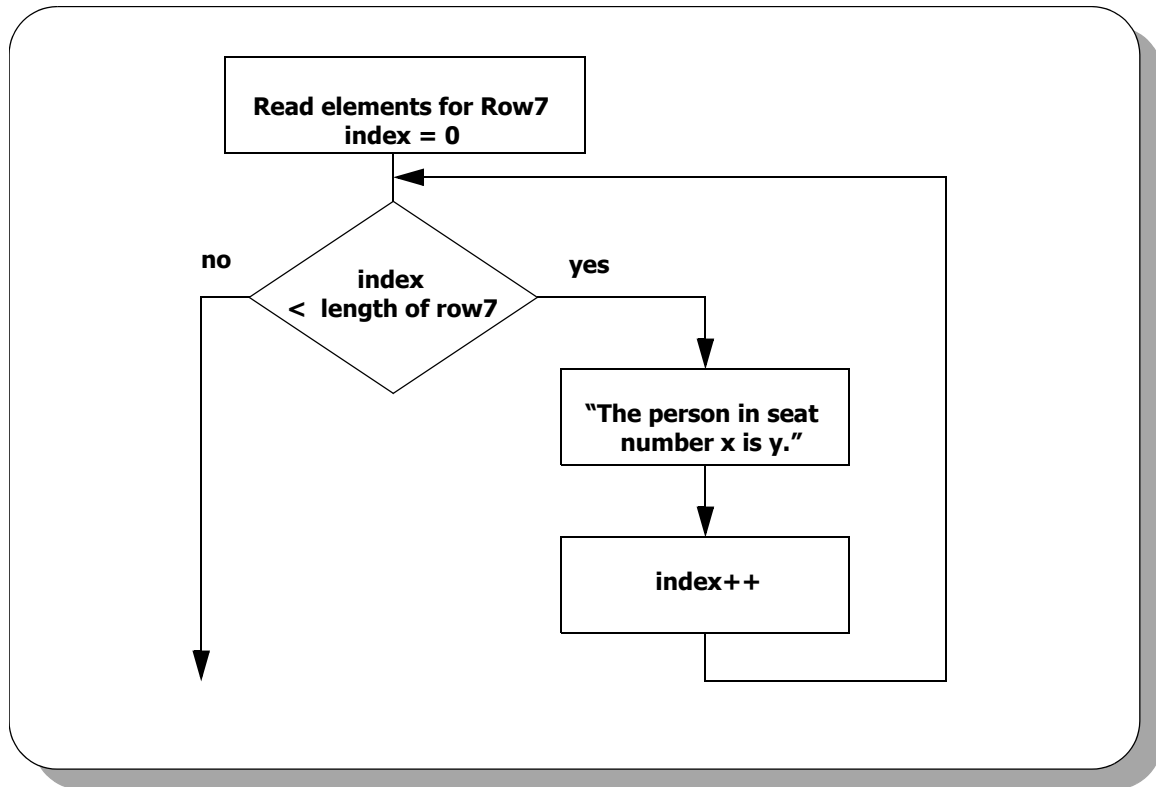 Read elements for Row7
index = 0
no
yes
index
< length of row7
“The person in seat
number x is y.”
index++